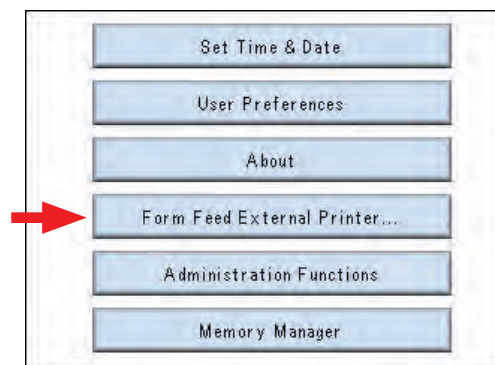 Set Time & Date
User Preferences
About
Form Feed External Printer...
Administration Functions
Memory Manager